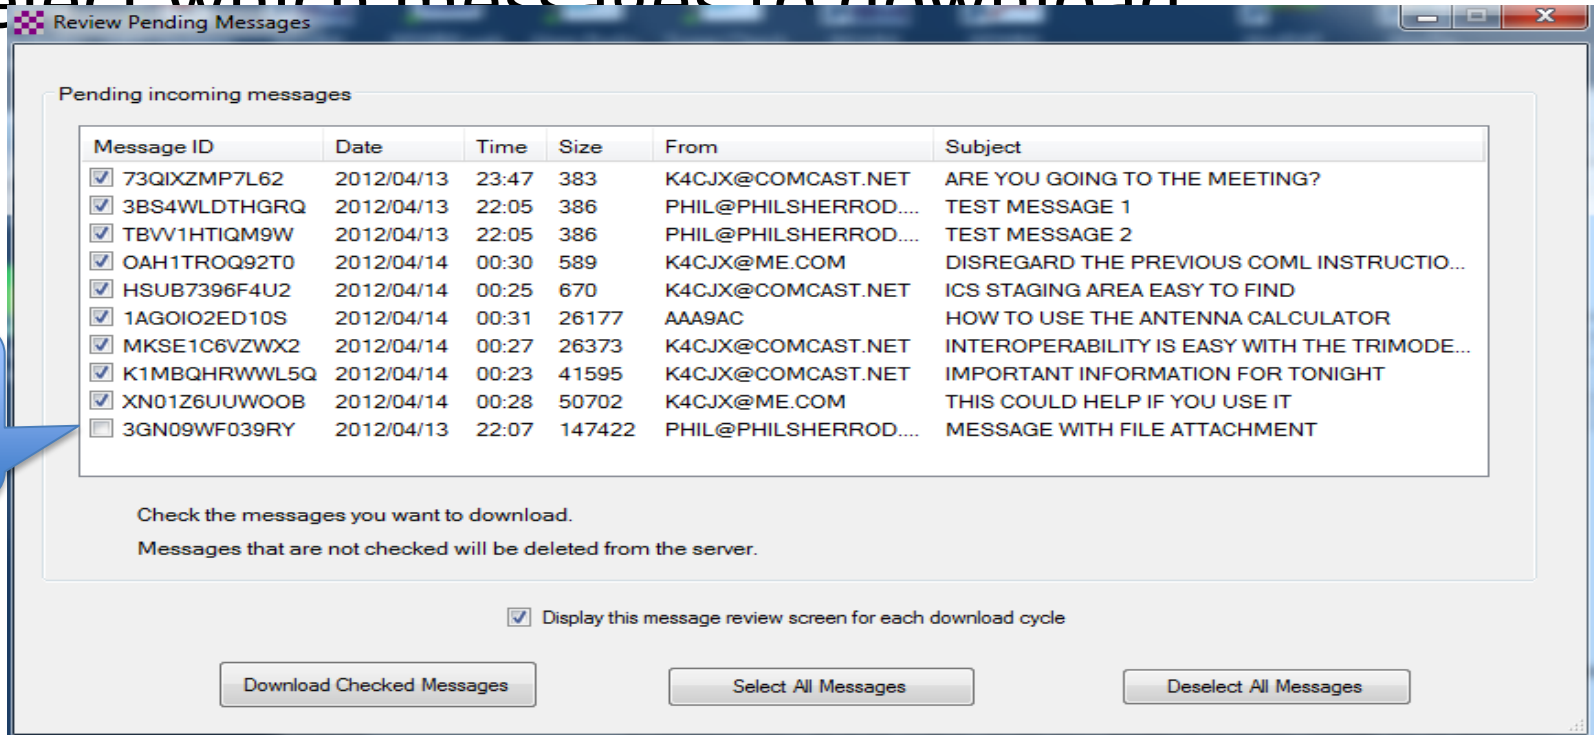 which messages to download
Review Pending Messages
Pending incoming messages
Message ID Date Time Size From Subject
73QIXZMP7L62 2012/04/13 23:47 383 K4CJX@COMCAST.NET ARE YOU GOING TO THE MEETING?
3BS4WLDTHGRQ 2012/04/13 22:05 386 PHIL@PHILSHERROD.... TEST MESSAGE 1
TBVV1HTIQM9W 2012/04/13 22:05 386 PHIL@PHILSHERROD.... TEST MESSAGE 2
OAH1TROQ92T0 2012/04/14 00:30 589 K4CJX@ME.COM DISREGARD THE PREVIOUS COML INSTRUCTIO...
HSUB7396F4U2 2012/04/14 00:25 670 K4CJX@COMCAST.NET ICS STAGING AREA EASY TO FIND
1AGOIO2ED10S 2012/04/14 00:31 26177 AAA9AC HOW TO USE THE ANTENNA CALCULATOR
MKSE1C6VZWX2 2012/04/14 00:27 26373 K4CJX@COMCAST.NET INTEROPERABILITY IS EASY WITH THE TRIMODE...
K1MBQHRWWL5Q 2012/04/14 00:23 41595 K4CJX@COMCAST.NET IMPORTANT INFORMATION FOR TONIGHT
XN01Z6UUWOOB 2012/04/14 00:28 50702 K4CJX@ME.COM THIS COULD HELP IF YOU USE IT
3GN09WF039RY 2012/04/13 22:07 147422 PHIL@PHILSHERROD.... MESSAGE WITH FILE ATTACHMENT
Check the messages you want to download.
Messages that are not checked will be deleted from the server.
Display this message review screen for each download cycle
Download Checked Messages Select All Messages Deselect All Messages